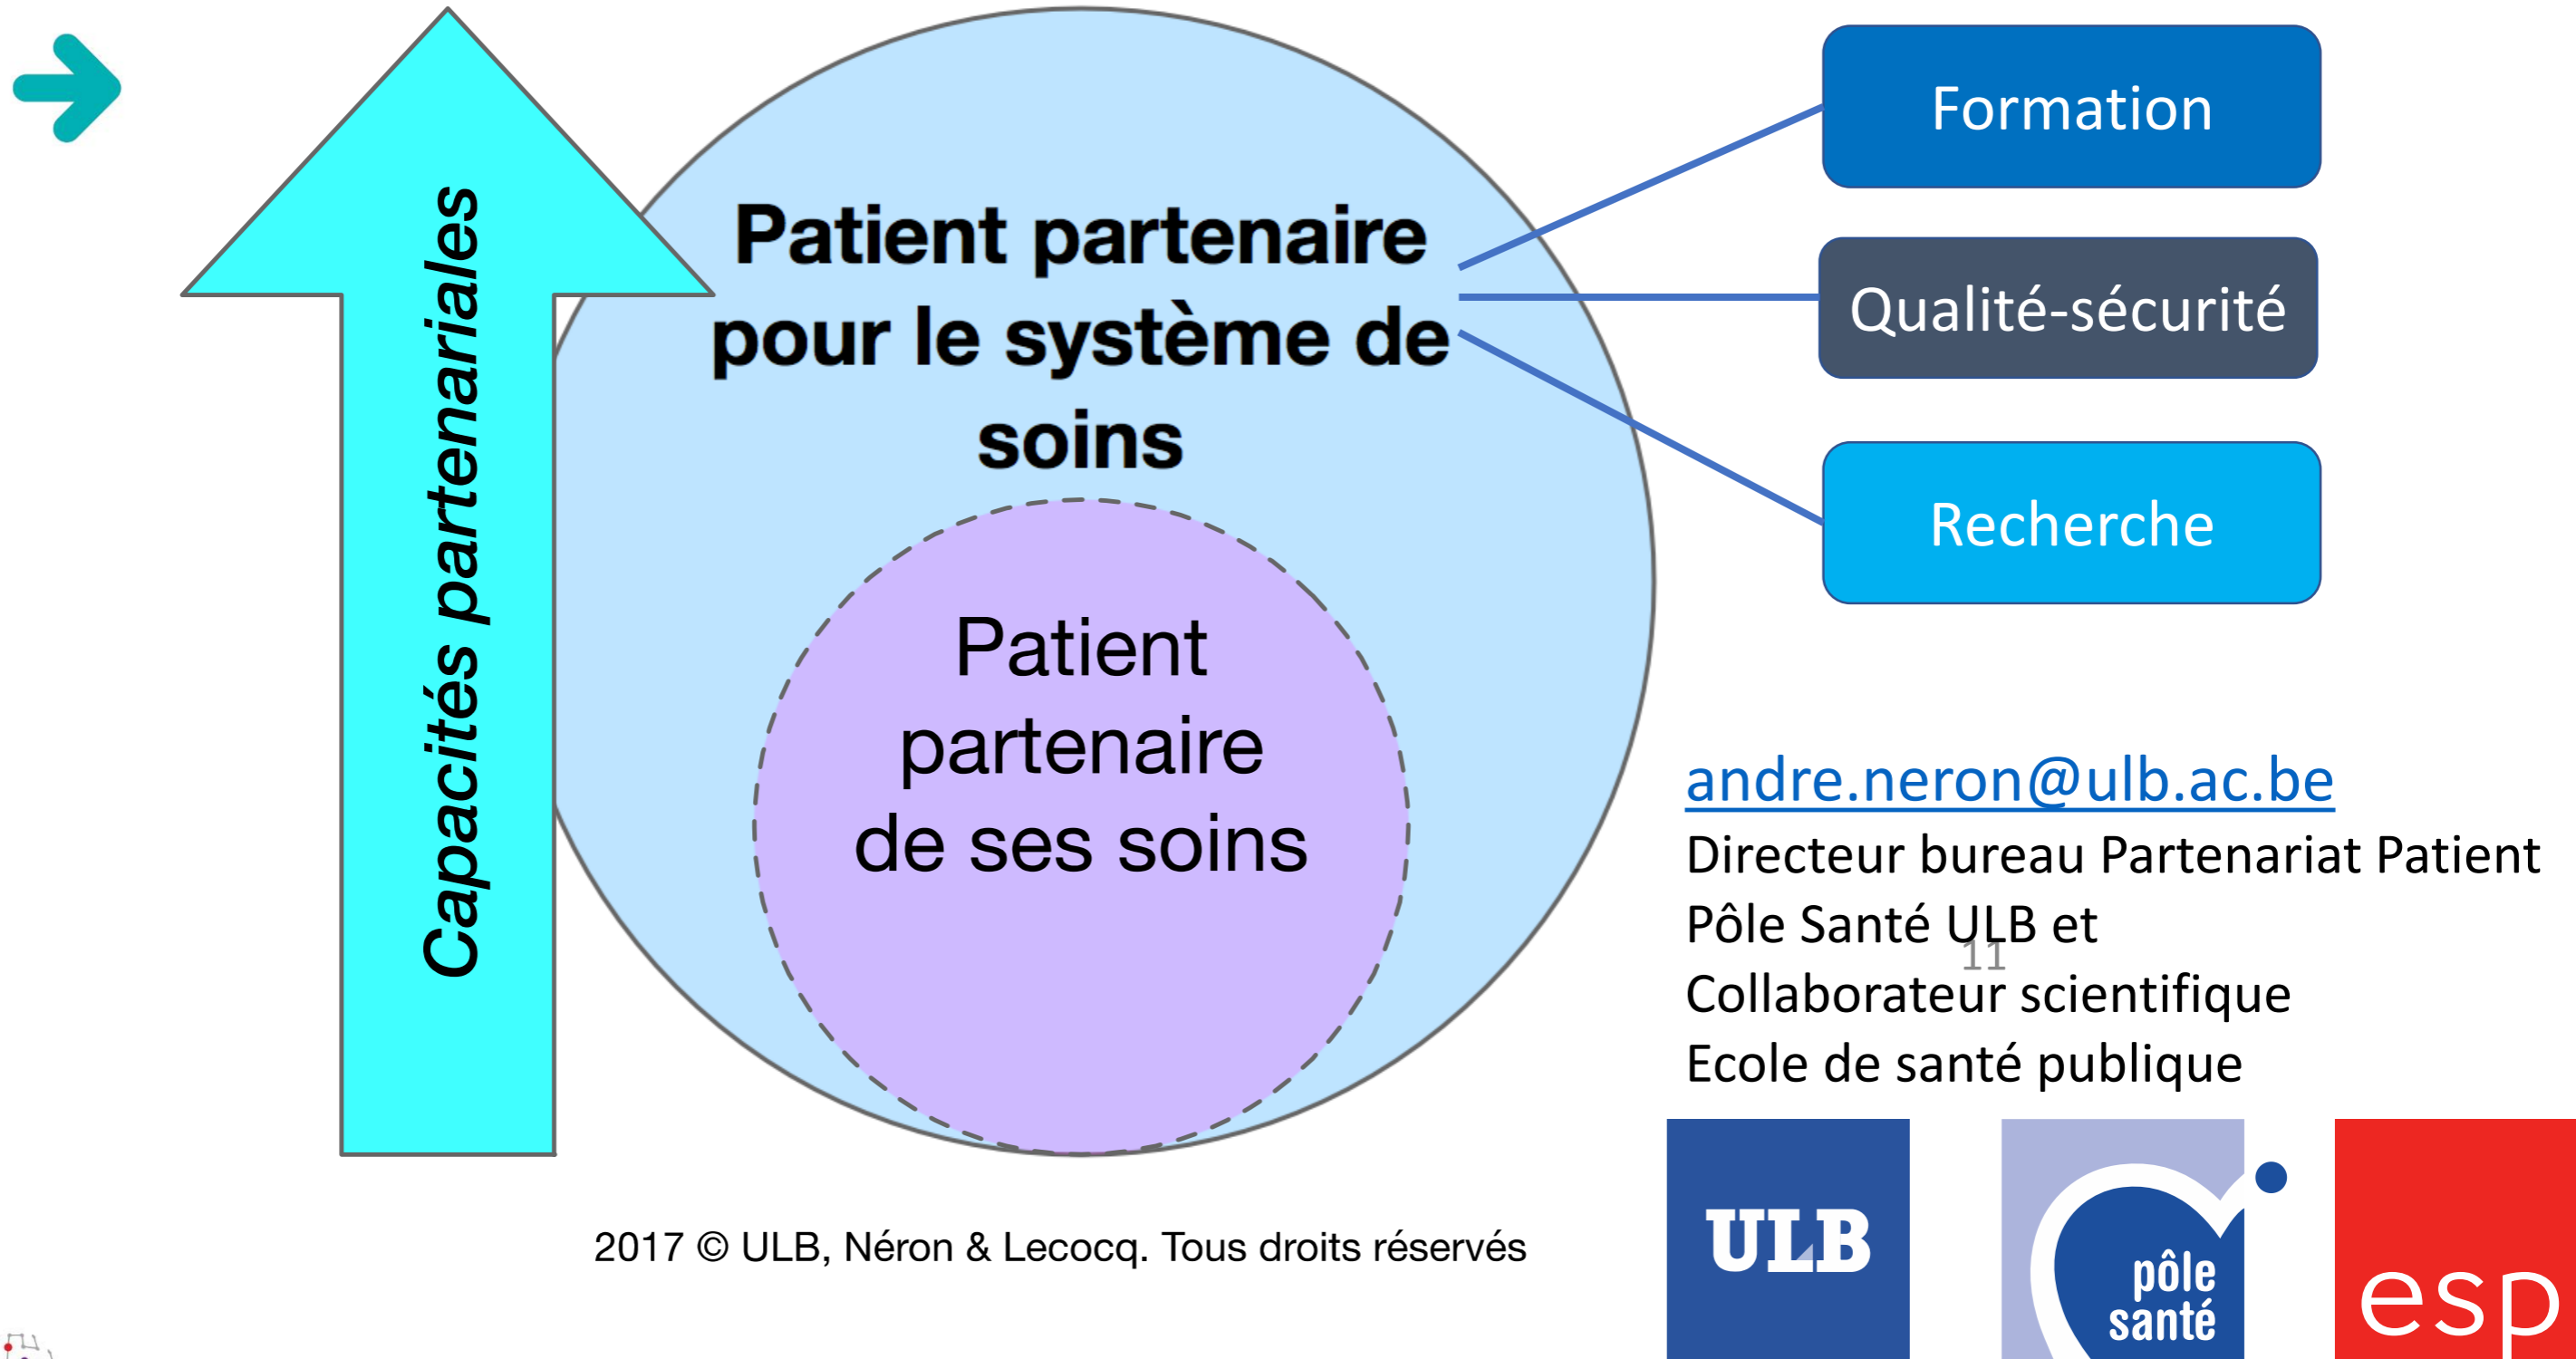 Capacités partenariales
Patient partenaire
pour le système de
soins
Patient
partenaire
de ses soins
Formation
Qualité-sécurité
Recherche
andre.neron@ulb.ac.be
Directeur bureau Partenariat Patient
Pôle Santé ULB et
11
Collaborateur scientifique
Ecole de santé publique
2017 © ULB, Néron & Lecocq. Tous droits réservés
ULB
pôle
santé
esp